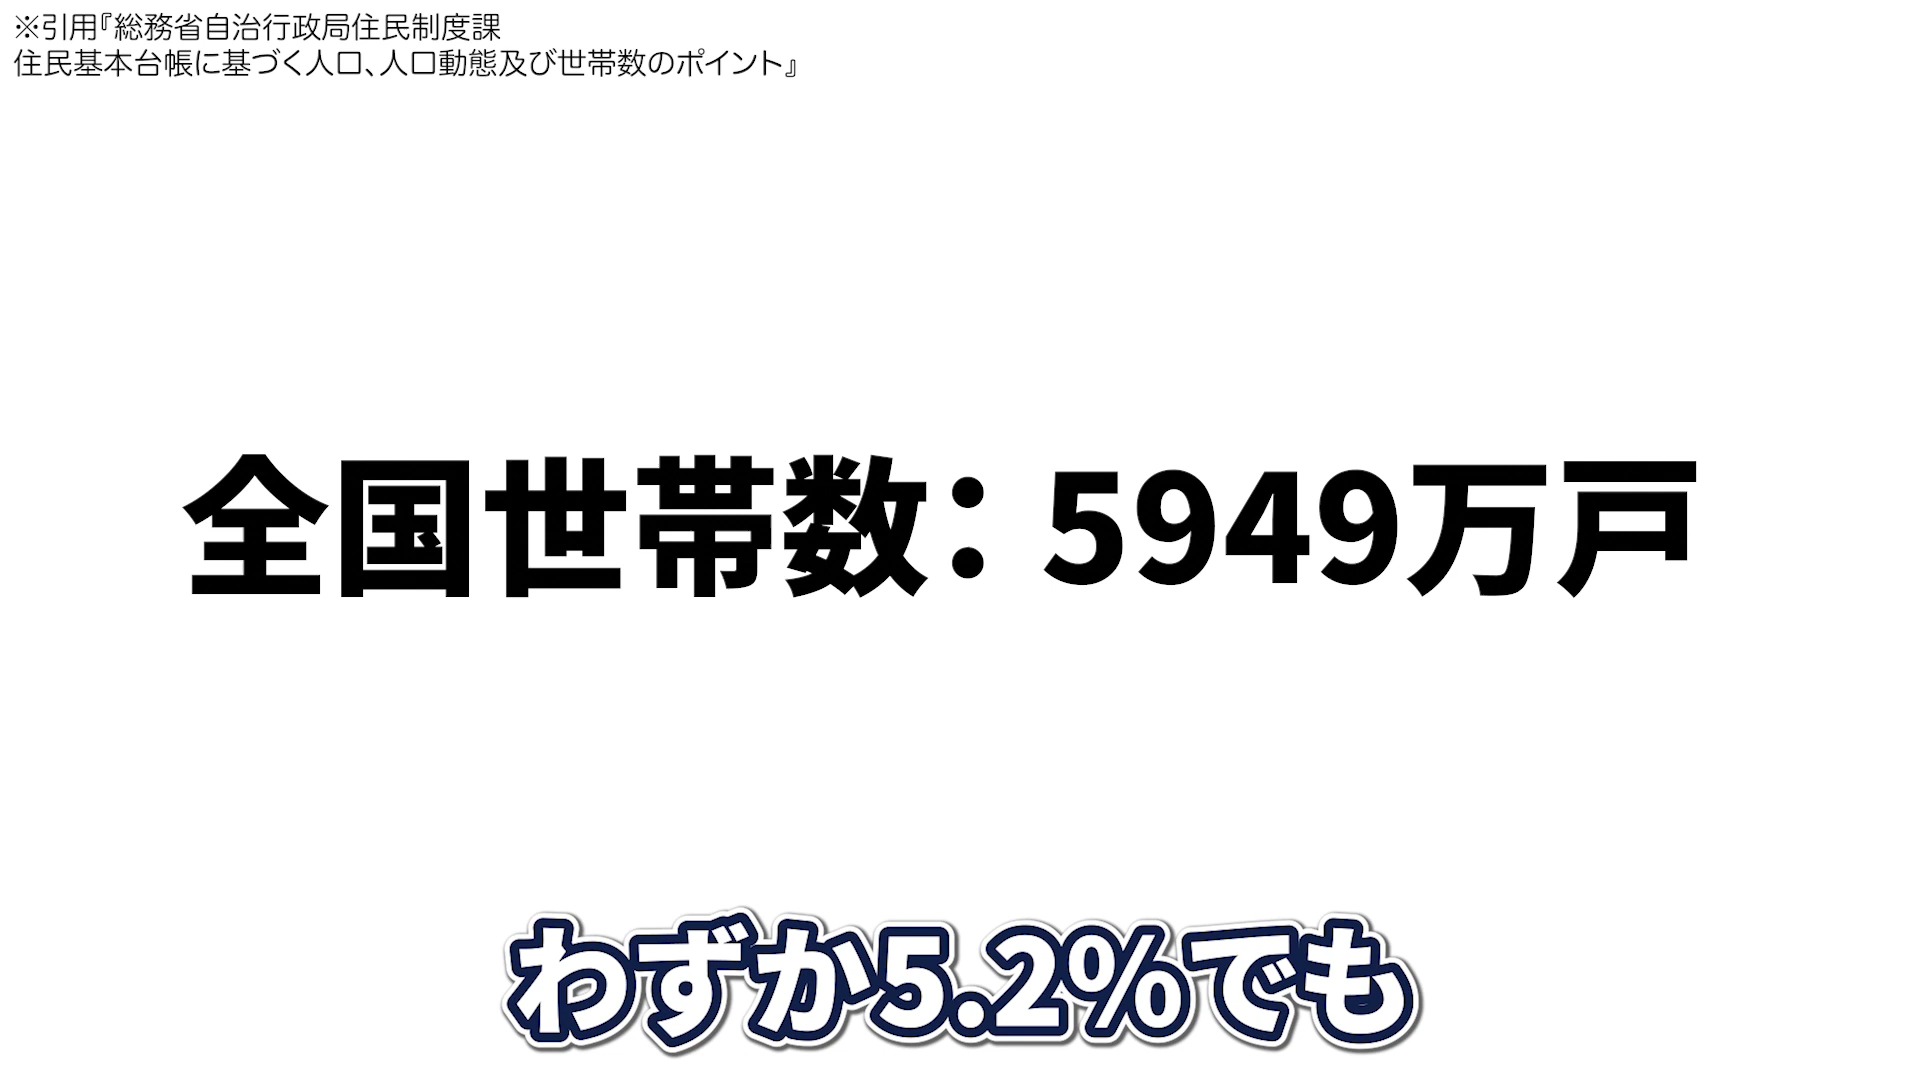 ※引用『総務省自治行政局住民制度課
住民基本台帳に基づく人口、人口動態及び世帯数のポイント』
全国世帯数：5949万戸
わずか5.2%でも